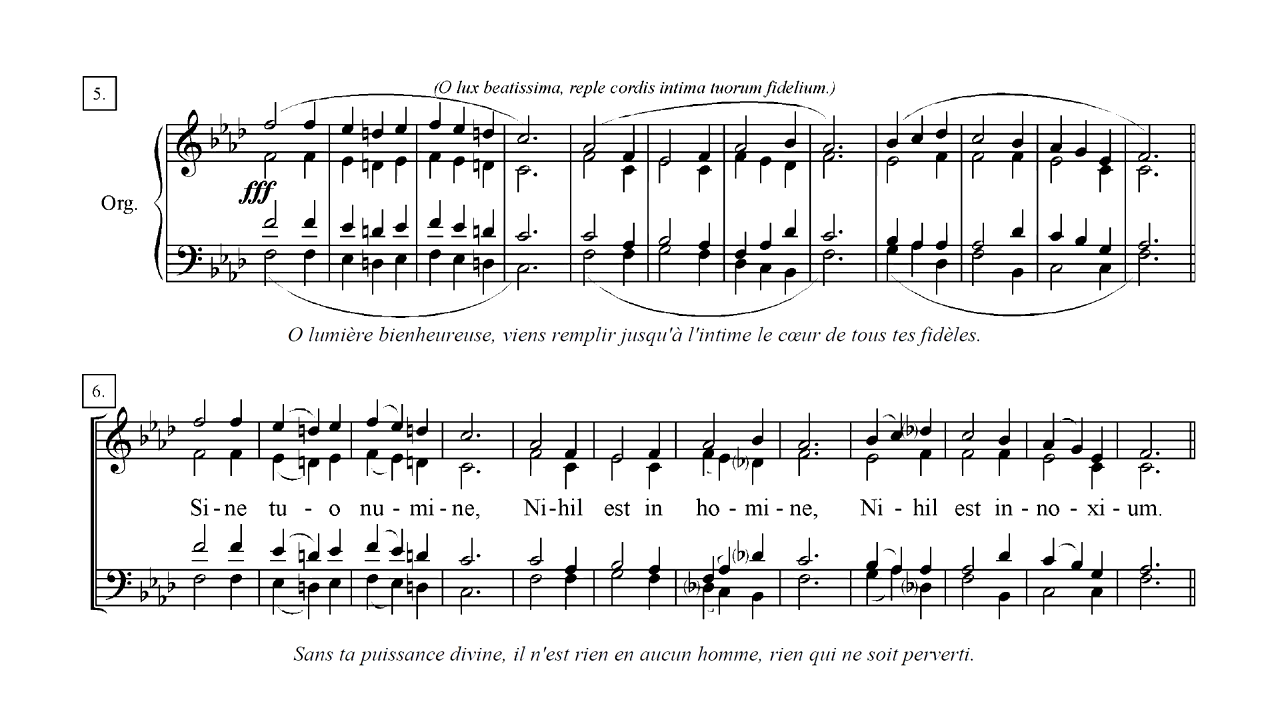 5.
(O lux beatissima, reple cordis intima tuorum fidelium.)
Org.
fff
O lumière bienheureuse, viens remplir jusqu'à l'intime le cœur de tous tes fidèles.
6.
Si - ne tu - o nu - mi - ne, Ni - hil est in ho - mi - ne, Ni - hil est in - no - xi - um.
Sans ta puissance divine, il n'est rien en aucun homme, rien qui ne soit perverti.